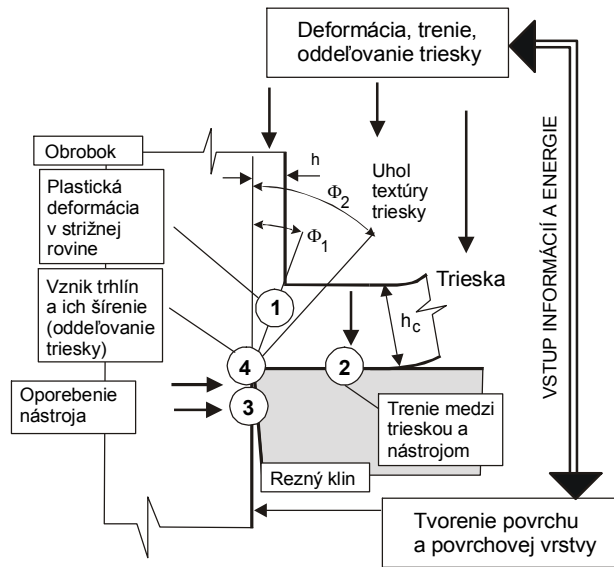 Deformácia, trenie,
oddeľovanie triesky
Obrobok
h
Φ2
Uhol
textúry
triesky
Plastická
deformácia
v strižnej
rovine
Φ1
1
Trieska
Vznik trhlín
a ich šírenie
(oddeľovanie
triesky)
hc
4
2
Oporebenie
nástroja
3
Trenie medzi
trieskou a
nástrojom
Rezný klin
VSTUP INFORMÁCIÍ A ENERGIE
Tvorenie povrchu
a povrchovej vrstvy